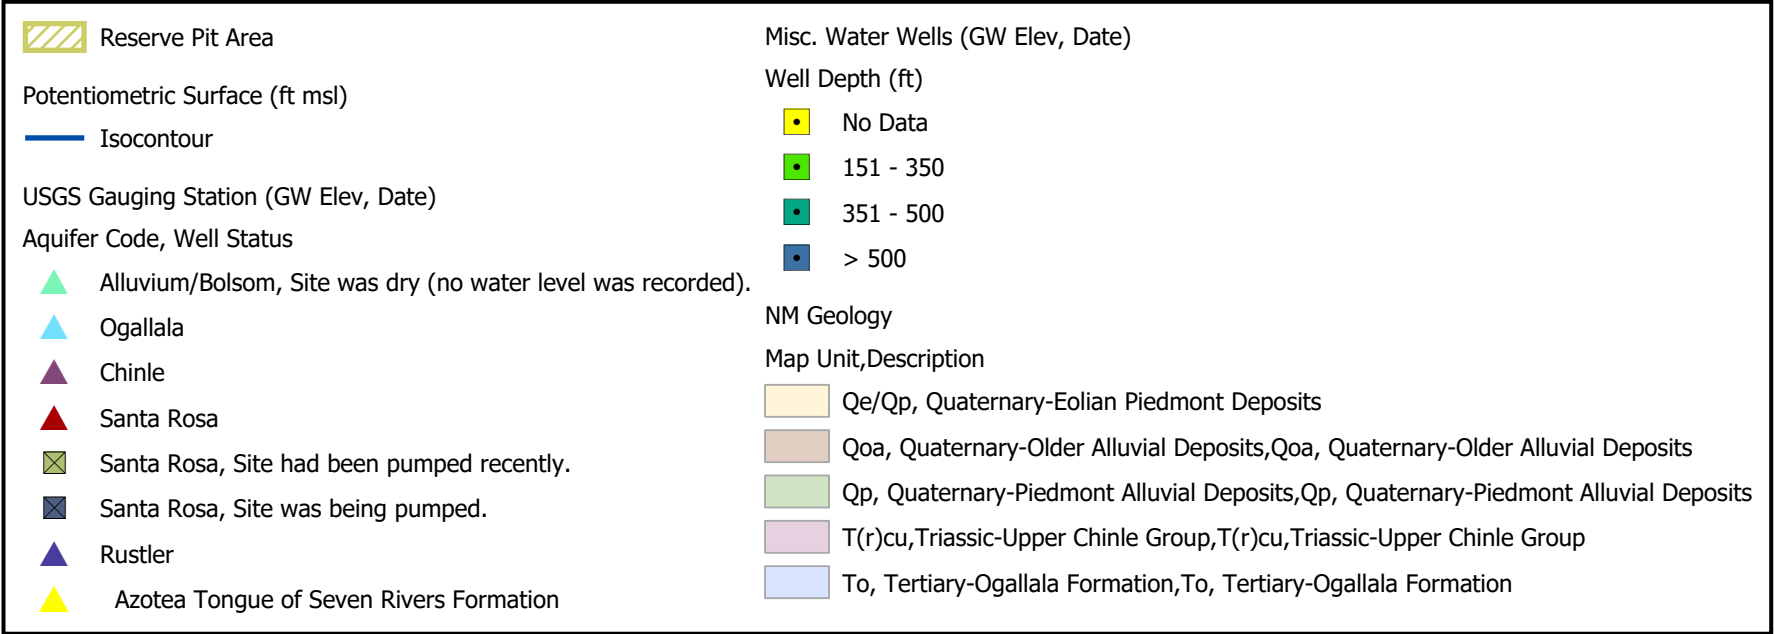 Reserve Pit Area
Potentiometric Surface (ft msl)
Isocontour
USGS Gauging Station (GW Elev, Date)
Aquifer Code, Well Status
Alluvium/Bolsom, Site was dry (no water level was recorded).
Ogallala
Chinle
Santa Rosa
Santa Rosa, Site had been pumped recently.
Santa Rosa, Site was being pumped.
Rustler
Azotea Tongue of Seven Rivers Formation
Misc. Water Wells (GW Elev, Date)
Well Depth (ft)
No Data
151 - 350
351 - 500
> 500
NM Geology
Map Unit,Description
Qe/Qp, Quaternary-Eolian Piedmont Deposits
Qoa, Quaternary-Older Alluvial Deposits,Qoa, Quaternary-Older Alluvial Deposits
Qp, Quaternary-Piedmont Alluvial Deposits,Qp, Quaternary-Piedmont Alluvial Deposits
T(r)cu,Triassic-Upper Chinle Group,T(r)cu,Triassic-Upper Chinle Group
To, Tertiary-Ogallala Formation,To, Tertiary-Ogallala Formation